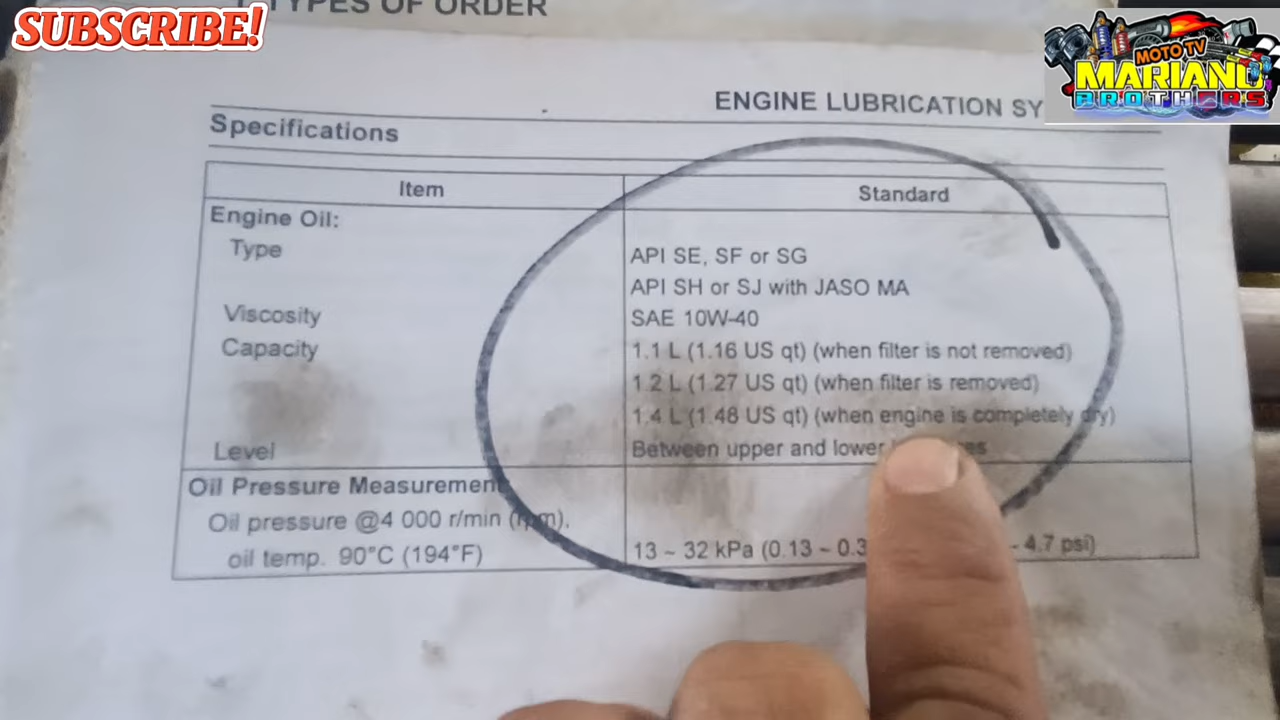 TYPES OF ORDER
SUBSCRIBE!
MOTO TV
MARIANO
BROTHERS
ENGINE LUBRICATION SY
Specifications
Item Standard
Engine Oil:
Type API SE, SF or SG
API SH or SJ with JASO MA
Viscosity SAE 10W-40
Capacity 1.1 L (1.16 US qt) (when filter is not removed)
1.2 L (1.27 US qt) (when filter is removed)
1.4 L (1.48 US qt) (when engine is completely dry)
Level Between upper and lower
Oil Pressure Measurement
Oil pressure @4 000 r/min (rpm),
oil temp. 90°C (194°F) 13 ~ 32 kPa (0.13 ~ 0.3 - 4.7 psi)